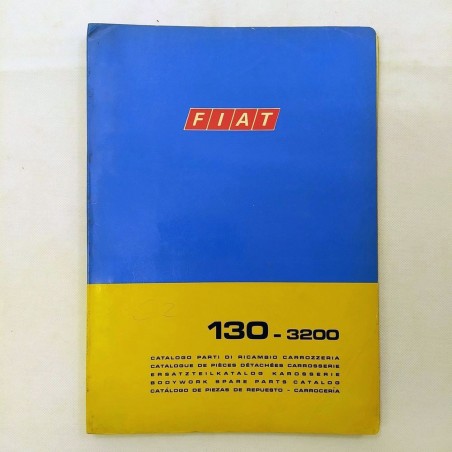 FIAT
130 - 3200
CATALOGO PARTI DI RICAMBIO CARROZZERIA
CATALOGUE DE PIÈCES DÉTACHÉES CARROSSERIE
ERSATZTEILKATALOG KAROSSERIE
BODYWORK SPARE PARTS CATALOG
CATÁLOGO DE PIEZAS DE REPUESTO - CARROCERÍA